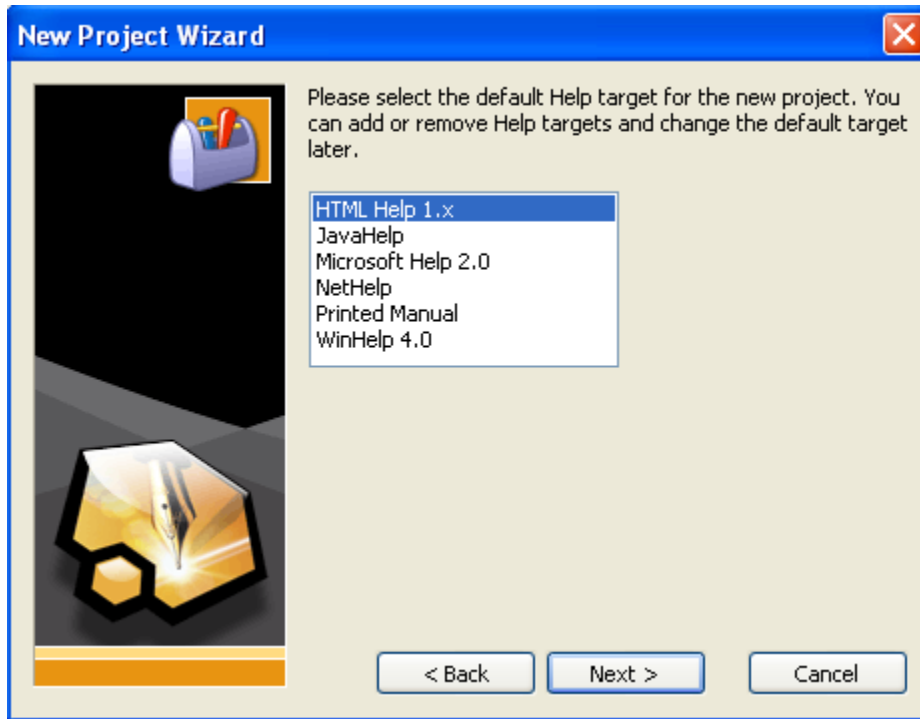 New Project Wizard
Please select the default Help target for the new project. You
can add or remove Help targets and change the default target
later.
HTML Help 1.x
JavaHelp
Microsoft Help 2.0
NetHelp
Printed Manual
WinHelp 4.0
< Back
Next >
Cancel